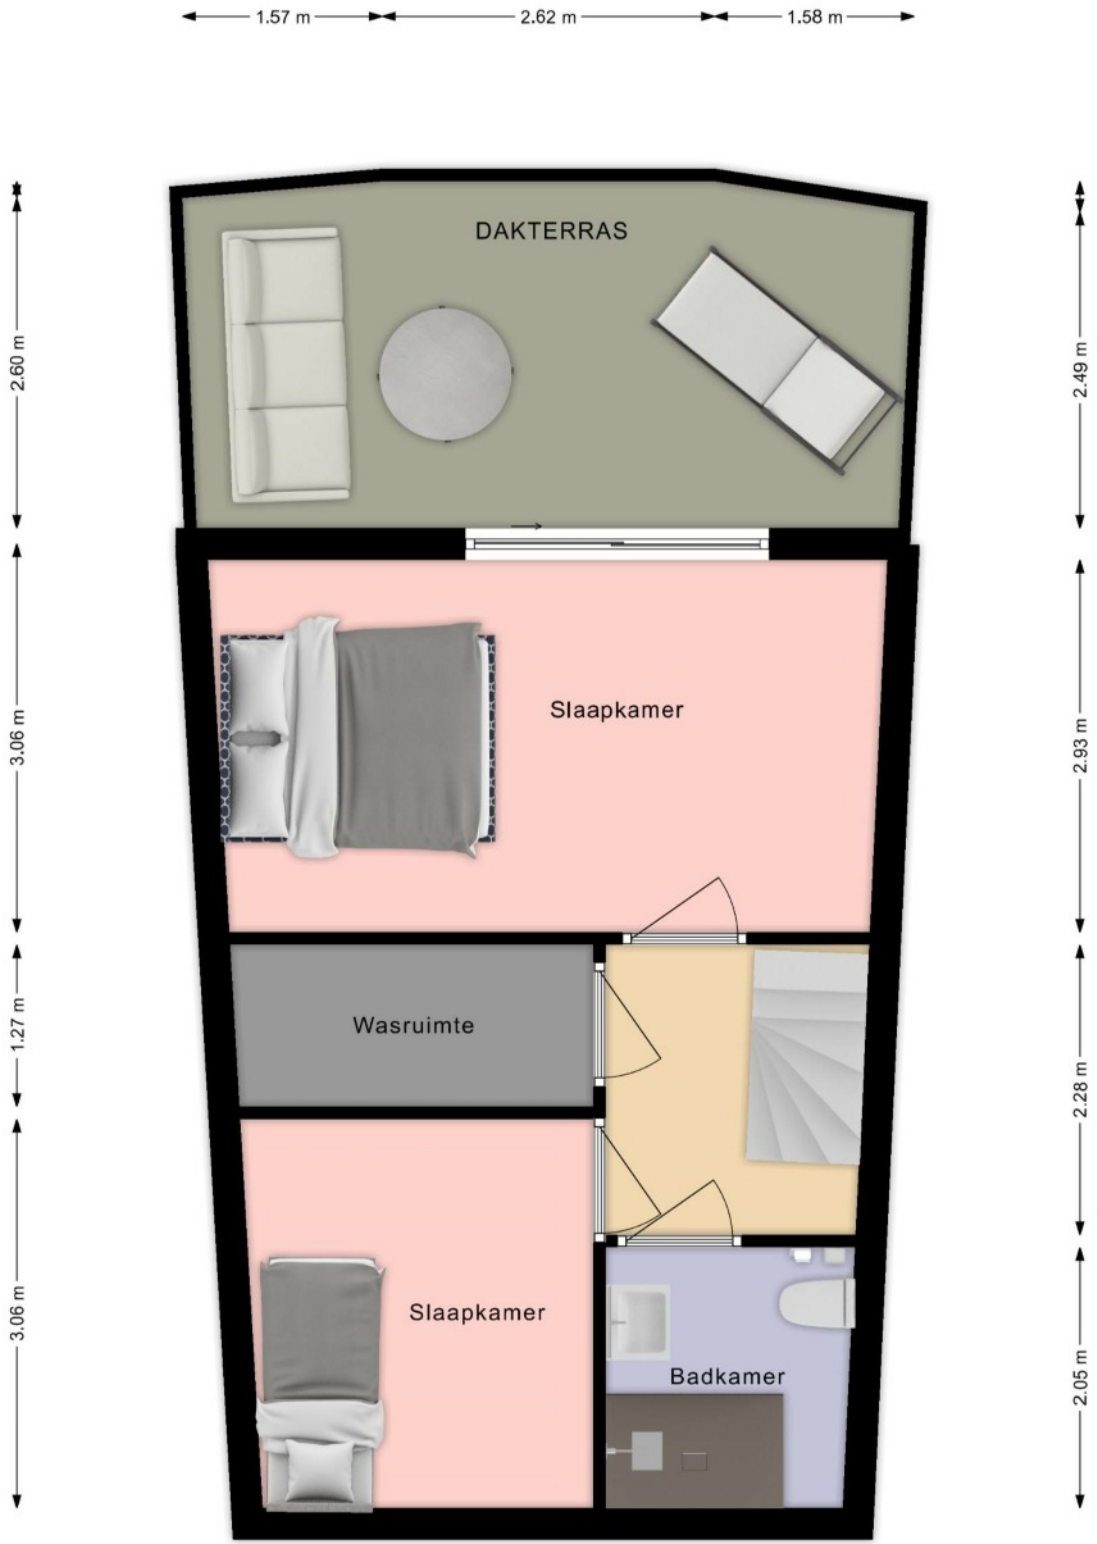 1.57 m 2.62 m 1.58 m
DAKTERRAS
2.60 m
2.49 m
Slaapkamer
3.06 m
2.93 m
Wasruimte
1.27 m
2.28 m
Slaapkamer
3.06 m
Badkamer
2.05 m